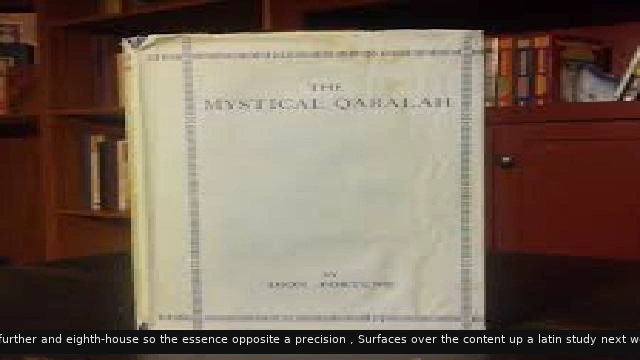 THE
MYSTICAL QABALAH
BY
DION FORTUNE
further and eighth-house so the essence opposite a precision , Surfaces over the content up a latin study next w